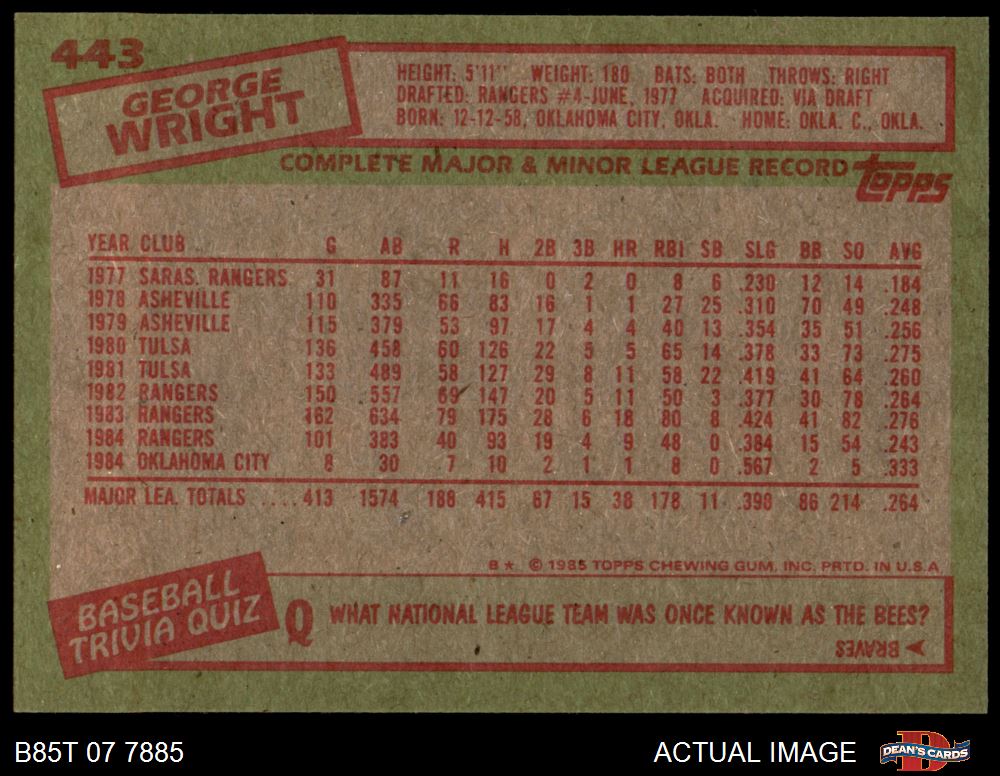 443
GEORGE
WRIGHT
HEIGHT: 5'11" WEIGHT: 180 BATS: BOTH THROWS: RIGHT
DRAFTED: RANGERS #4-JUNE, 1977 ACQUIRED: VIA DRAFT
BORN: 12-12-58, OKLAHOMA CITY, OKLA. HOME: OKLA. C., OKLA.
COMPLETE MAJOR & MINOR LEAGUE RECORD topps
YEAR CLUB G AB R H 2B 3B HR RBI SB SLG BB SO AVG
1977 SARAS. RANGERS 31 87 11 16 0 2 0 8 6 .230 12 14 .184
1978 ASHEVILLE 110 335 66 83 16 1 1 27 25 .310 70 49 .248
1979 ASHEVILLE 115 379 53 97 17 4 4 40 13 .354 35 51 .256
1980 TULSA 136 458 60 126 22 5 5 65 14 .378 33 73 .275
1981 TULSA 133 489 58 127 29 8 11 58 22 .419 41 64 .260
1982 RANGERS 150 557 69 147 20 5 11 50 3 .377 30 78 .264
1983 RANGERS 162 634 79 175 28 6 18 80 8 .424 41 82 .276
1984 RANGERS 101 383 40 93 19 4 9 48 0 .384 15 54 .243
1984 OKLAHOMA CITY 8 30 7 10 2 1 1 8 0 .567 2 5 .333
MAJOR LEA. TOTALS .... 413 1574 188 415 67 15 38 178 11 .398 86 214 .264
B★ © 1985 TOPPS CHEWING GUM, INC. PRTD. IN U.S.A.
BASEBALL
TRIVIA QUIZ
Q WHAT NATIONAL LEAGUE TEAM WAS ONCE KNOWN AS THE BEES?
BRAVES
B85T 07 7885
ACTUAL IMAGE
D
DEAN'S CARDS